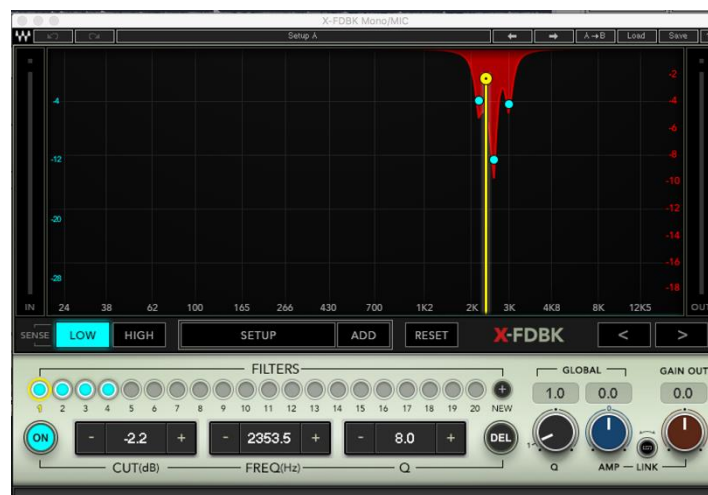 X-FDBK Mono/MIC
Setup A A→B Load Save
-2
-4 -4
-6
-8
-12 -10
-12
-20 -14
-16
-28 -18
IN 24 38 62 100 165 266 430 700 1K2 2K 3K 4K8 8K 12K5 OU
SENSE LOW HIGH SETUP ADD RESET X-FDBK < >
FILTERS GLOBAL GAIN OUT
1.0 0.0 0.0
1 2 3 4 5 6 7 8 9 10 11 12 13 14 15 16 17 18 19 20 NEW
ON - -2.2 + - 2353.5 + - 8.0 + DEL
CUT(dB) FREQ(Hz) Q Q AMP LINK